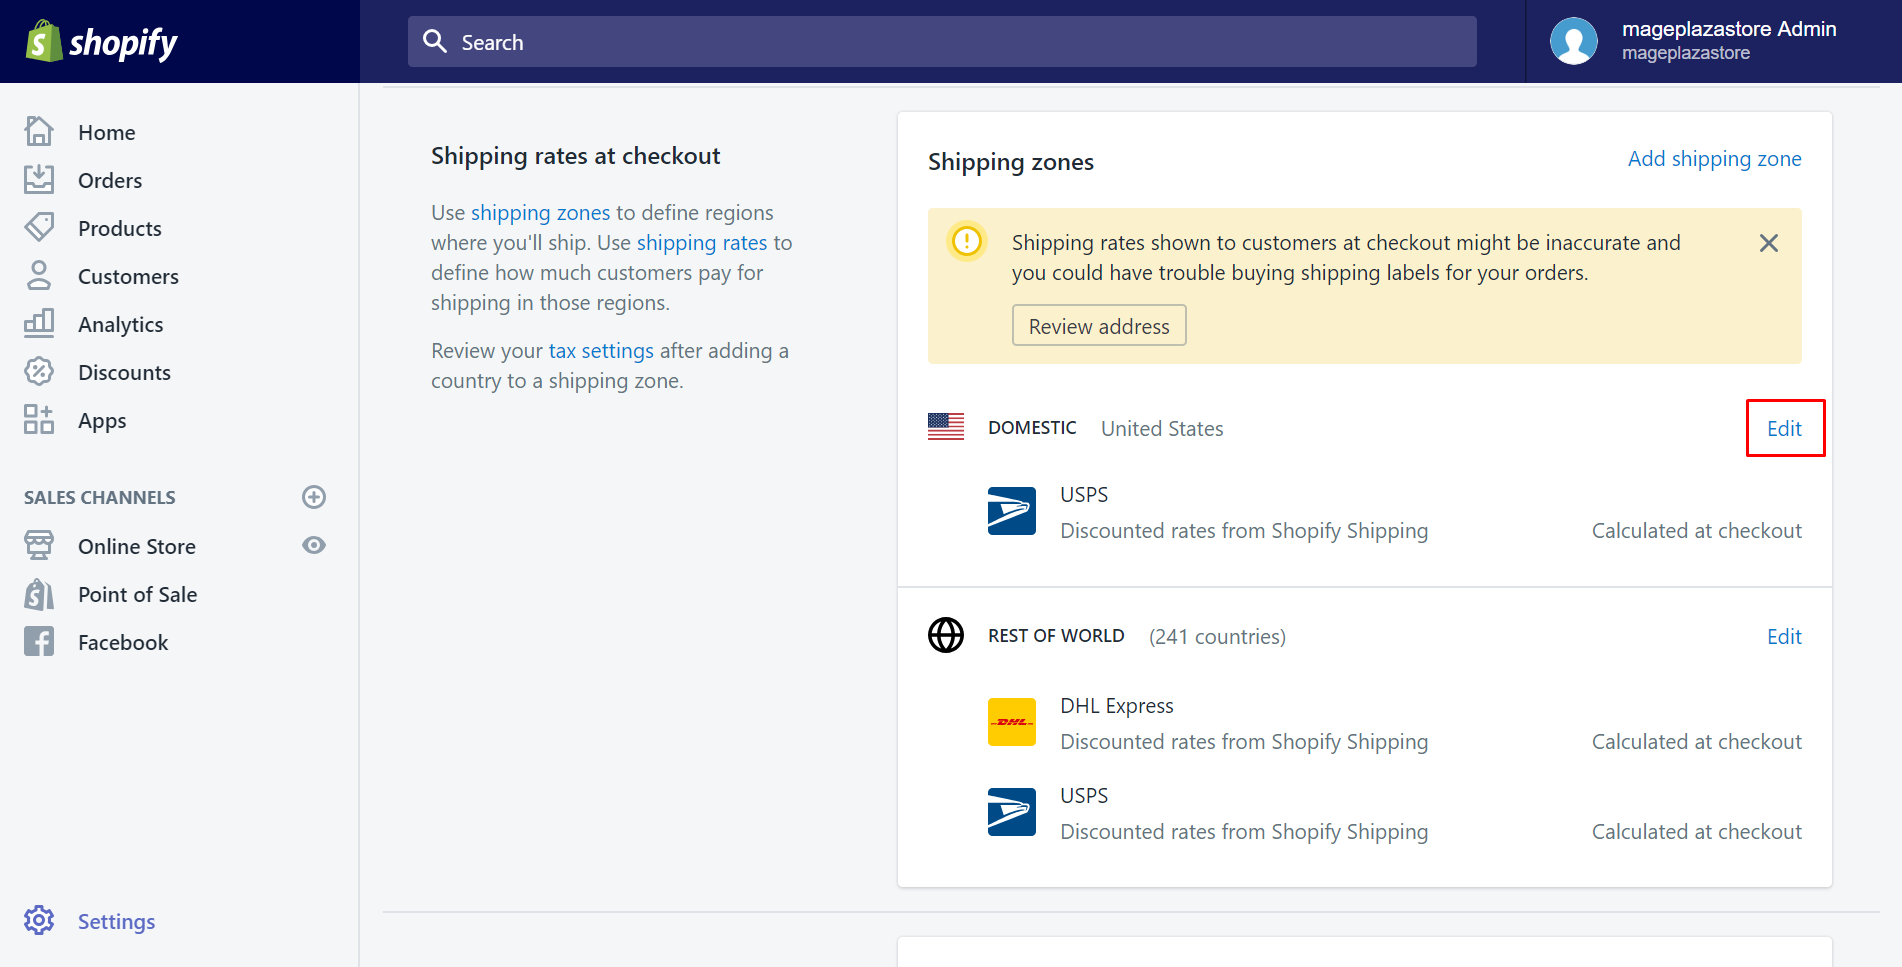 shopify
Search
mageplazastore Admin
mageplazastore
Home
Orders
Products
Customers
Analytics
Discounts
Apps
SALES CHANNELS
Online Store
Point of Sale
Facebook
Settings
Shipping rates at checkout
Use shipping zones to define regions
where you'll ship. Use shipping rates to
define how much customers pay for
shipping in those regions.
Review your tax settings after adding a
country to a shipping zone.
Shipping zones
Add shipping zone
Shipping rates shown to customers at checkout might be inaccurate and
you could have trouble buying shipping labels for your orders.
Review address
DOMESTIC United States
Edit
USPS
Discounted rates from Shopify Shipping
Calculated at checkout
REST OF WORLD (241 countries)
Edit
DHL
DHL Express
Discounted rates from Shopify Shipping
Calculated at checkout
USPS
Discounted rates from Shopify Shipping
Calculated at checkout